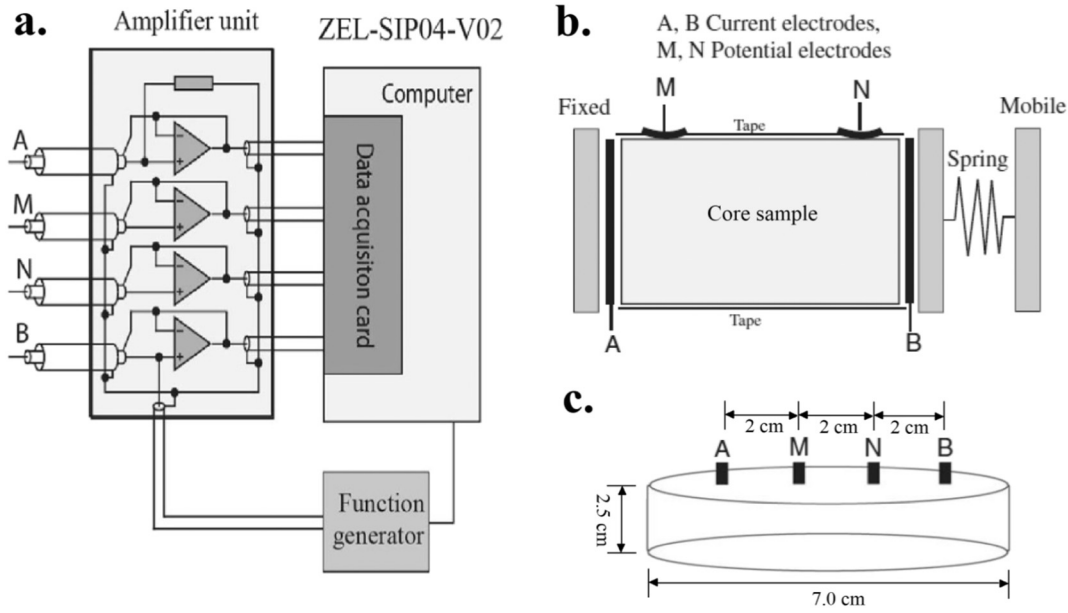 a.
Amplifier unit
ZEL-SIP04-V02
Computer
Data acquisiton card
A
M
N
B
−
+
−
+
−
+
−
+
Function
generator
b.
A, B Current electrodes,
M, N Potential electrodes
Fixed
M
N
Mobile
Tape
Spring
Core sample
Tape
A
B
c.
2 cm
2 cm
2 cm
A
M
N
B
2.5 cm
7.0 cm